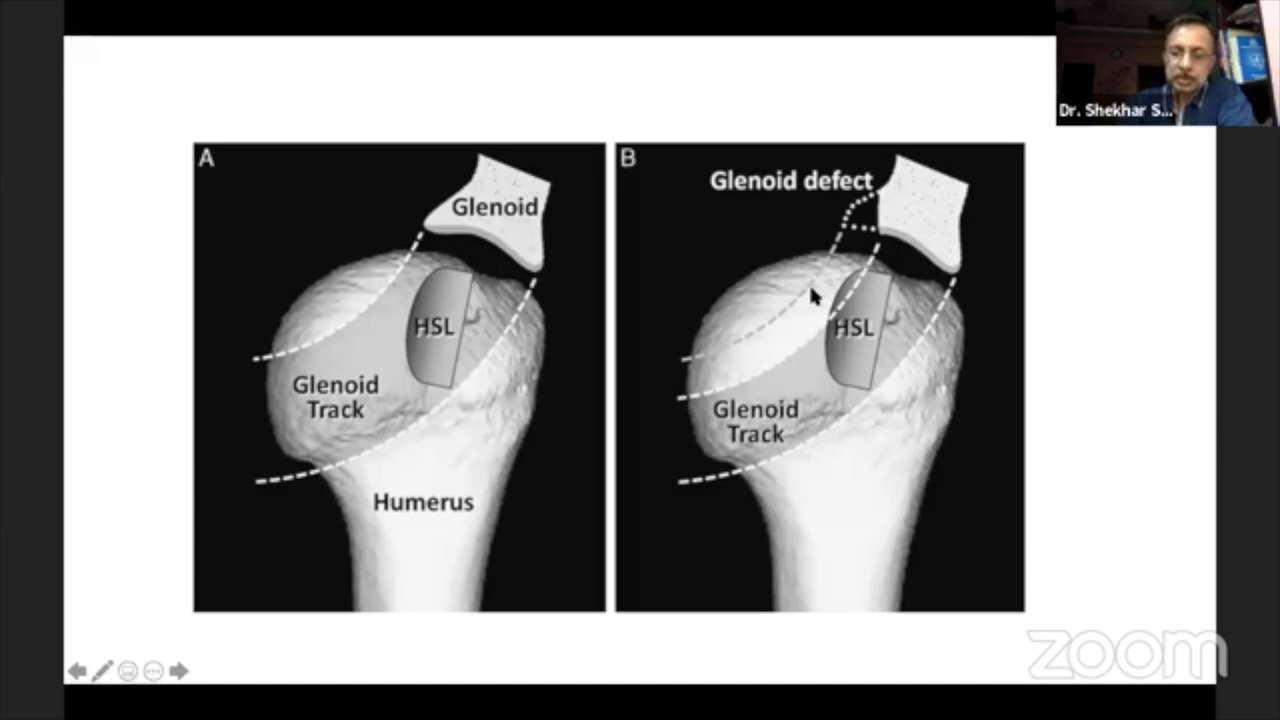 Dr. Shekhar S...
A
Glenoid
HSL
Glenoid
Track
Humerus
B
Glenoid defect
HSL
Glenoid
Track
zoom